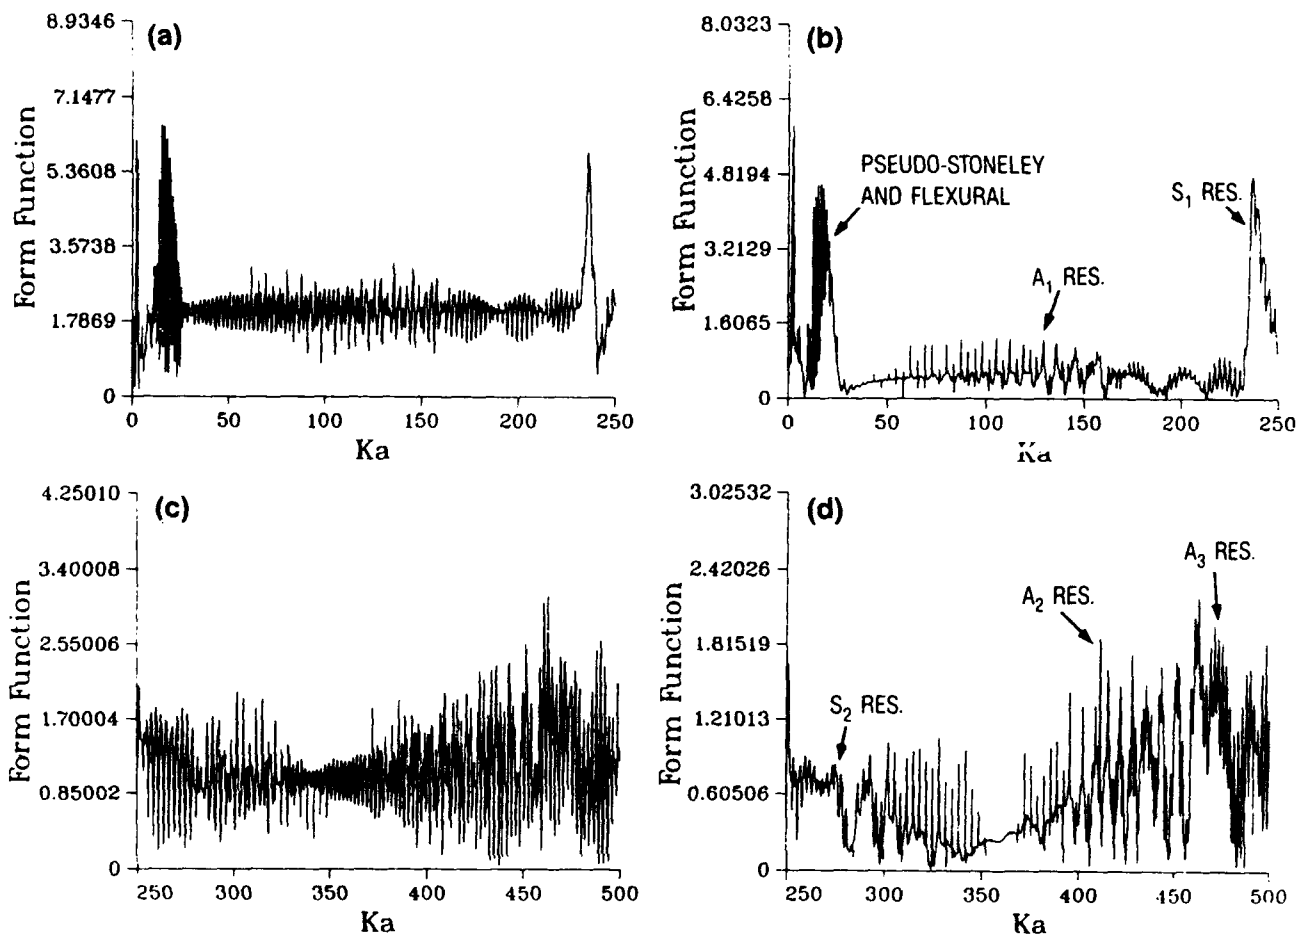 (a)
8.9346
7.1477
5.3608
3.5738
1.7869
0
Form Function
0 50 100 150 200 250
Ka
(b)
8.0323
6.4258
4.8194
3.2129
1.6065
0
Form Function
PSEUDO-STONELEY
AND FLEXURAL
A1 RES.
S1 RES.
0 50 100 150 200 250
Ka
(c)
4.25010
3.40008
2.55006
1.70004
0.85002
0
Form Function
250 300 350 400 450 500
Ka
(d)
3.02532
2.42026
1.81519
1.21013
0.60506
0
Form Function
S2 RES.
A2 RES.
A3 RES.
250 300 350 400 450 500
Ka